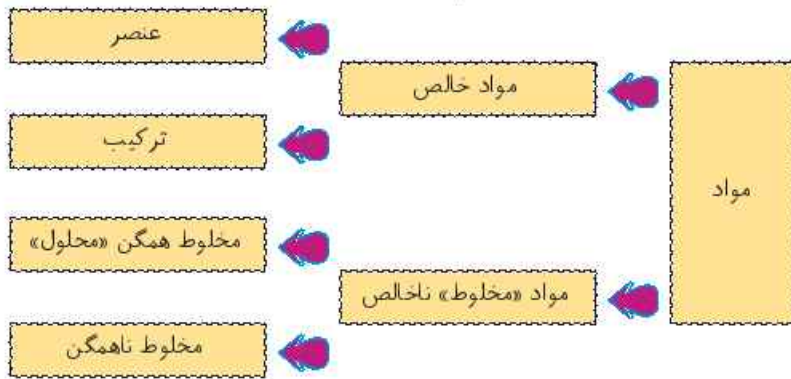 مواد
مواد خالص
عنصر
ترکیب
مواد «مخلوط» ناخالص
مخلوط همگن «محلول»
مخلوط ناهمگن